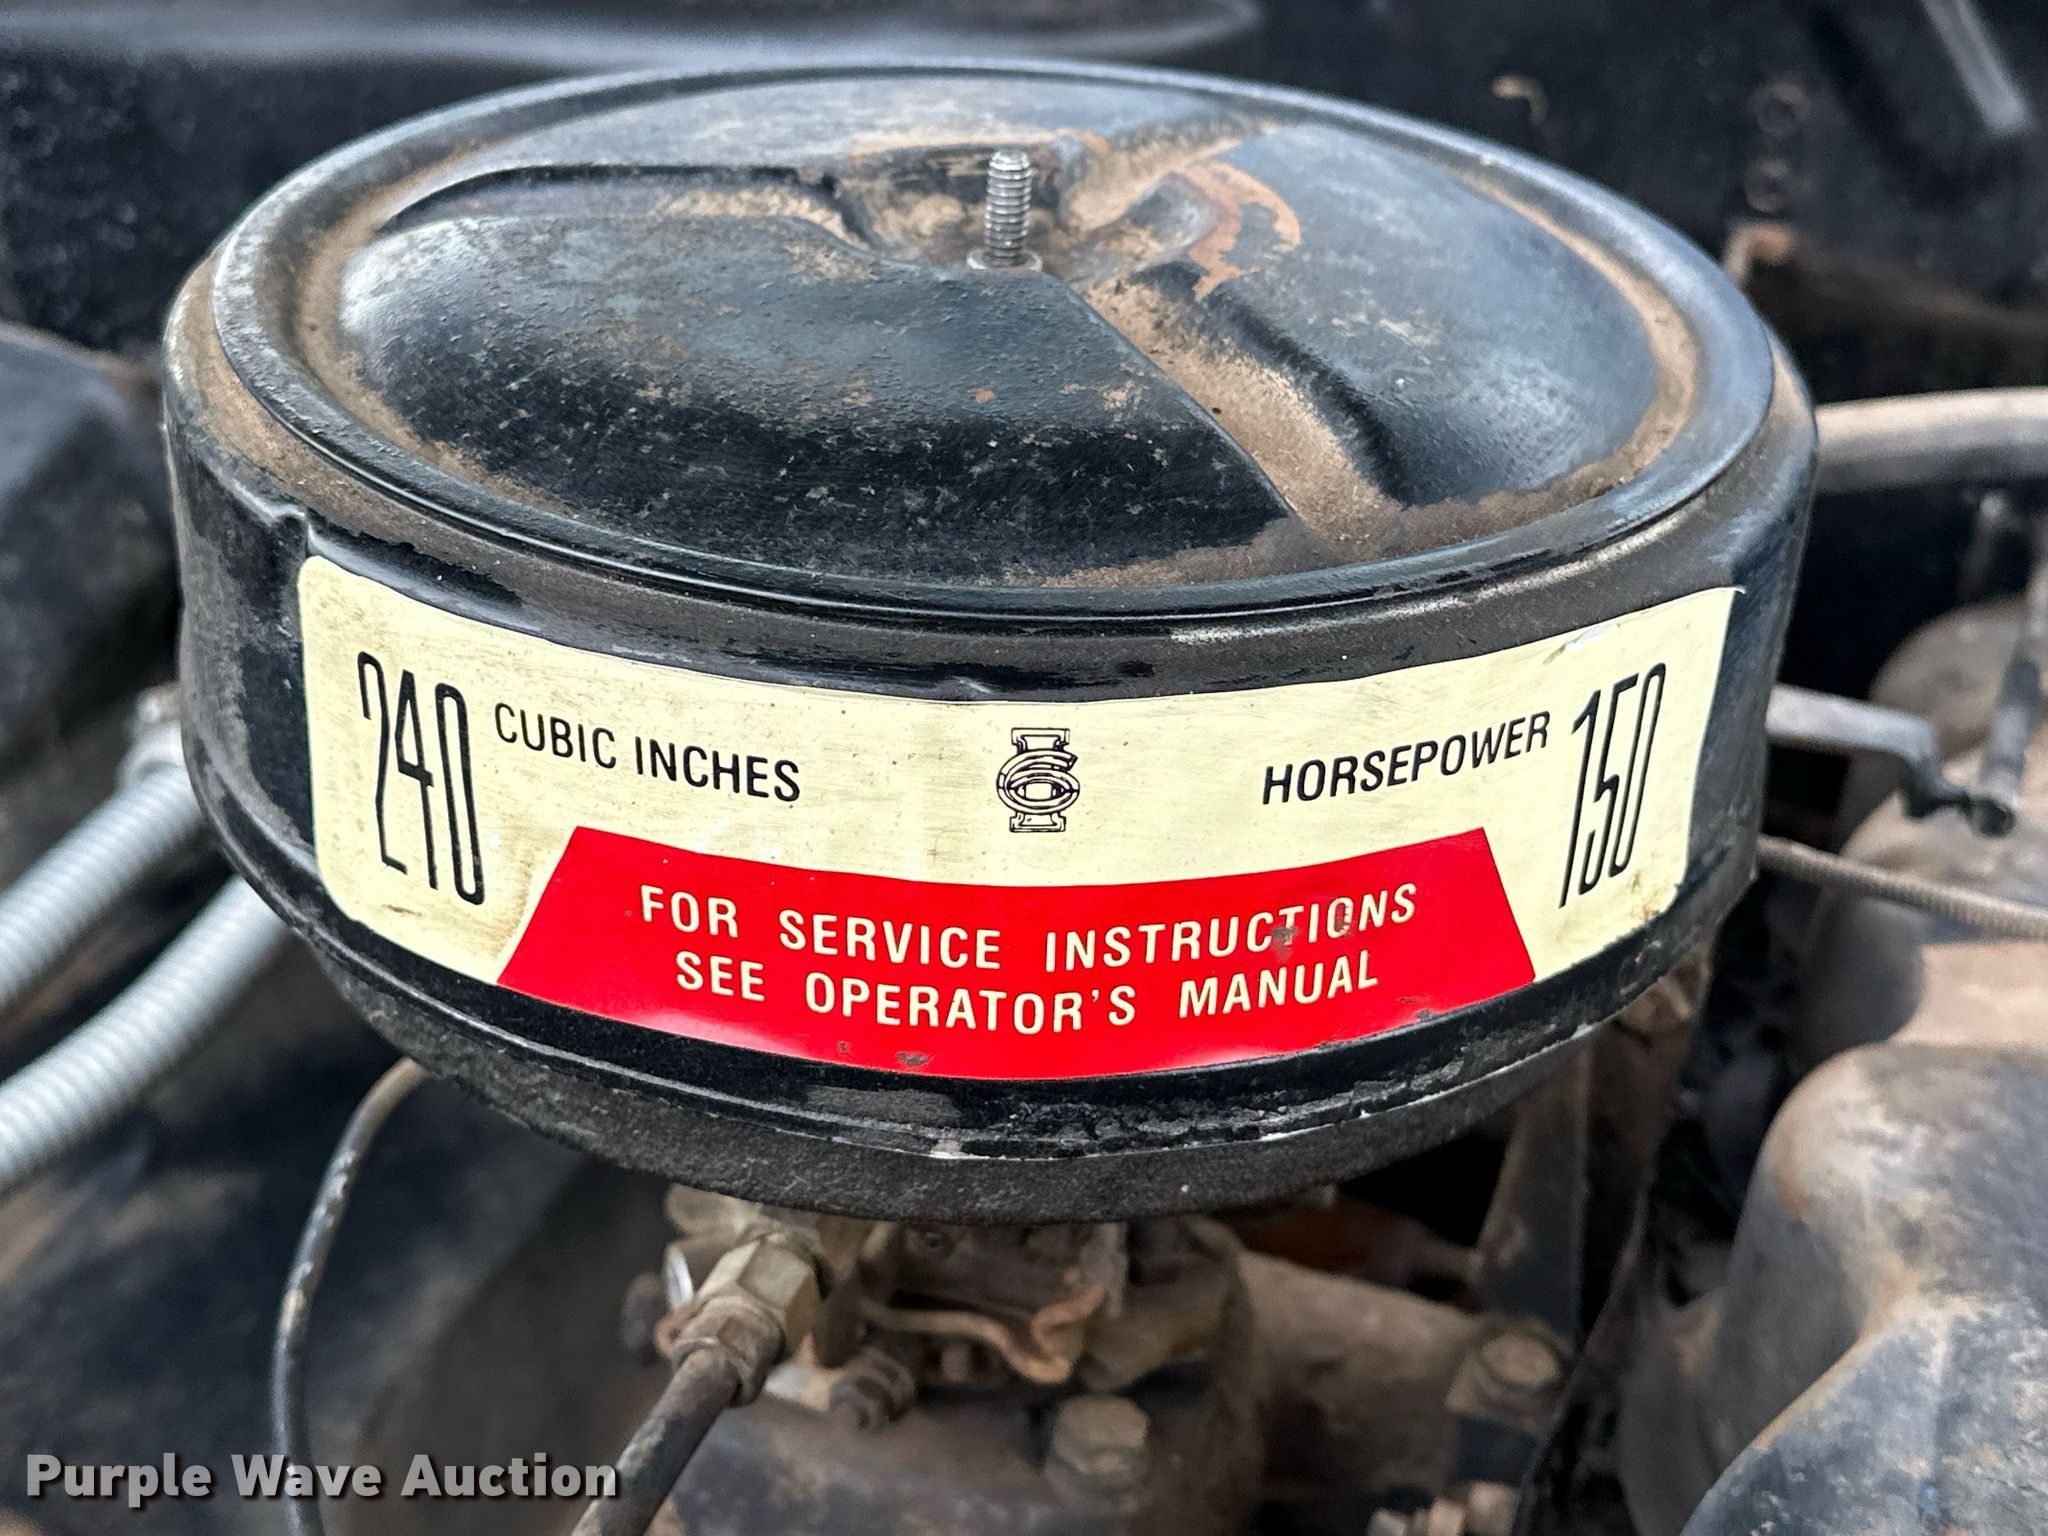 240 CUBIC INCHES
HORSEPOWER 150
FOR SERVICE INSTRUCTIONS
SEE OPERATOR'S MANUAL
Purple Wave Auction